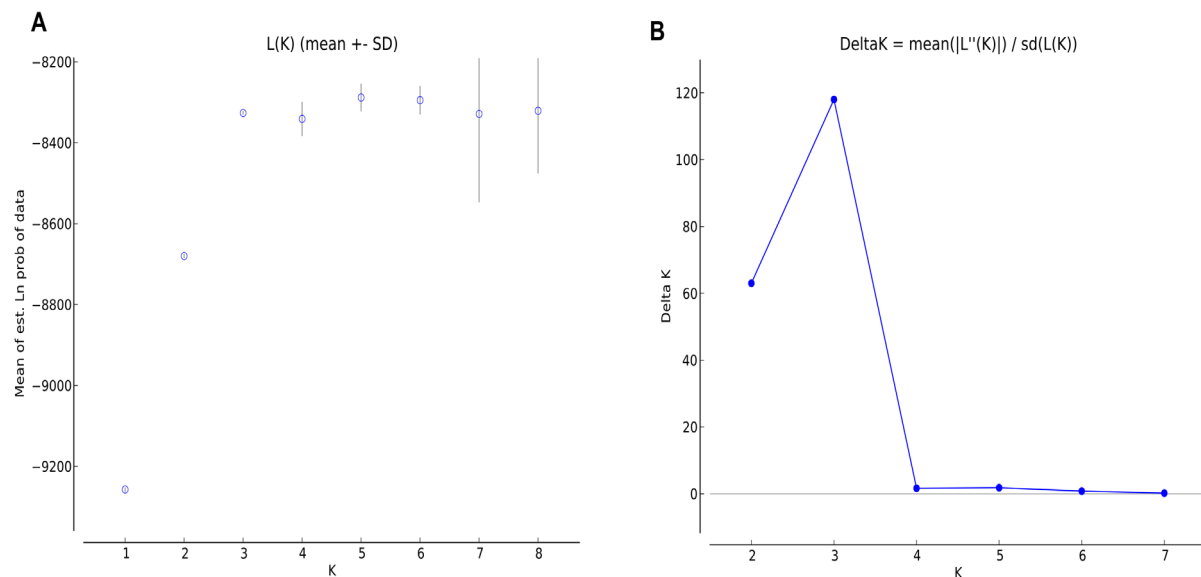 A
L(K) (mean +- SD)
Mean of est. Ln prob of data
−8200
−8400
−8600
−8800
−9000
−9200
1 2 3 4 5 6 7 8
K
B
DeltaK = mean(|L''(K)|) / sd(L(K))
Delta K
120
100
80
60
40
20
0
2 3 4 5 6 7
K